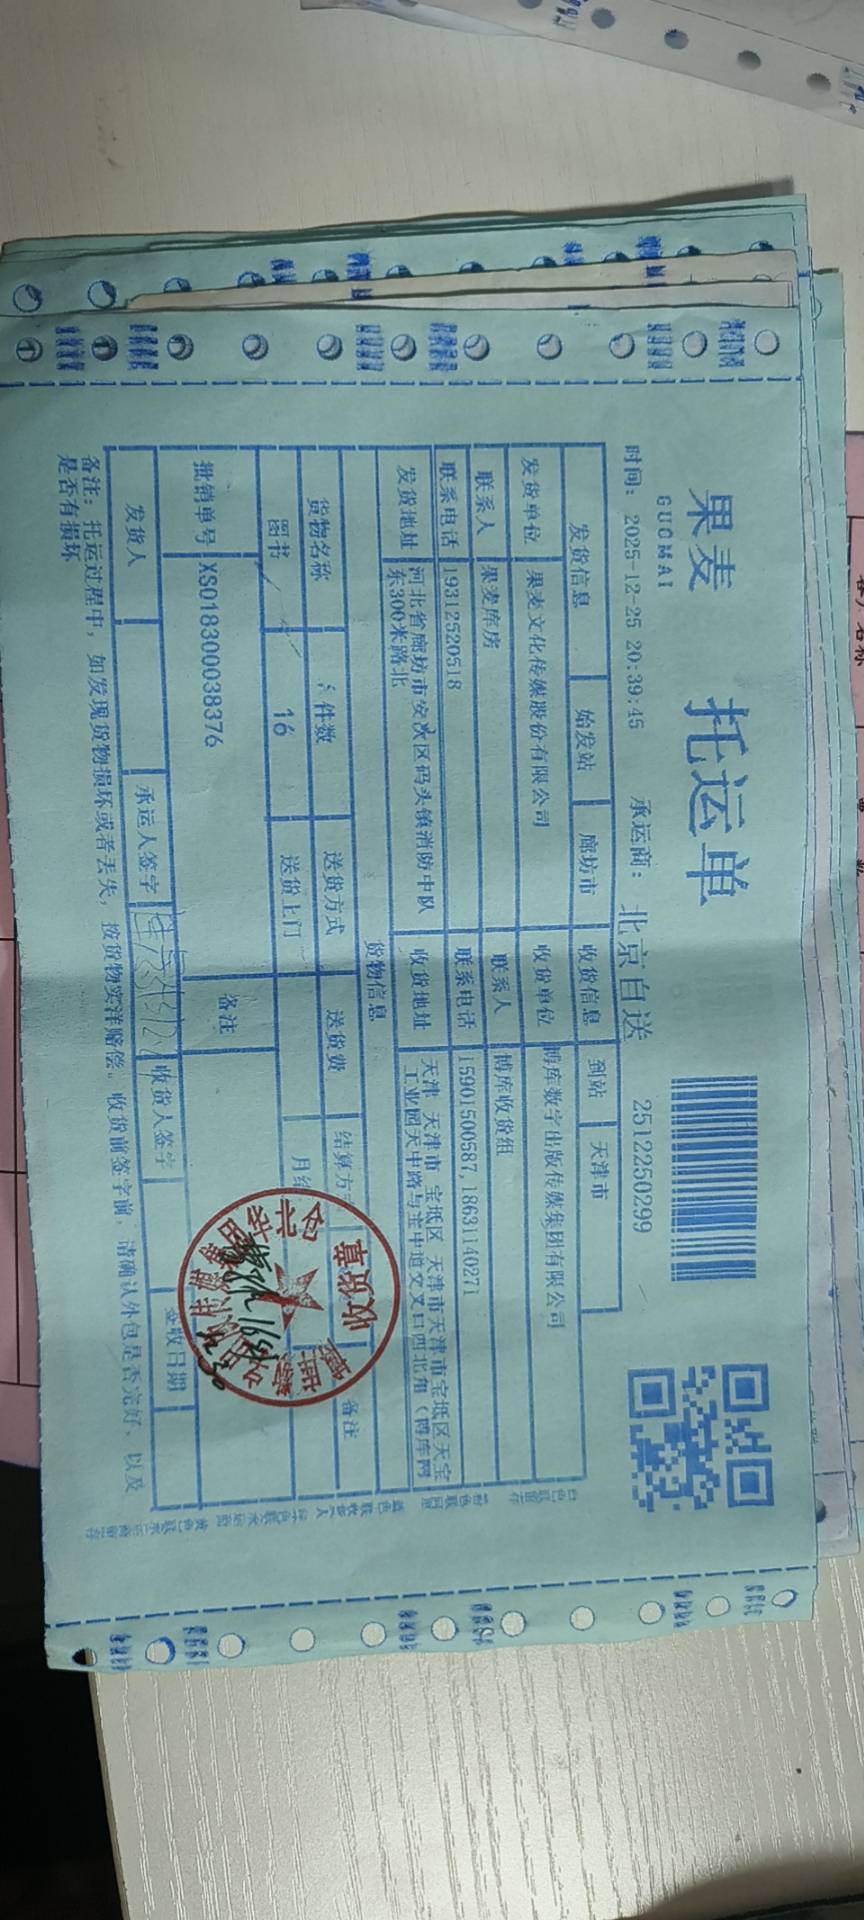 果麦 托运单
GUOMAI
时间: 2025-12-25 20:39:45 承运商: 北京自送 2512250299
发货信息 始发站 廊坊市 收货信息 到站 天津市
发货单位 果麦文化传媒股份有限公司 收货单位 博库数字出版传媒集团有限公司
联系人 果麦库房 联系人 博库收货组
联系电话 19312520518 联系电话 15901500587,18631140271
发货地址 河北省廊坊市安次区码头镇消防中队
东300米路北
收货地址 天津 天津市 宝坻区 天津市天津市宝坻区天宝
工业园天中路与宝中道交叉口西北角（博库网
货物信息
货物名称 件数 送货方式 送货费 结算方 备注
图书 16 送货上门 月结
批销单号 XS018300038376 备注
发货人 承运人签字 收货人签字 签收日期
备注: 托运过程中, 如发现货物损坏或者丢失, 按货物实洋赔偿。收货前签字前, 请确认外包是否完好, 以及
是否有损坏
收货章